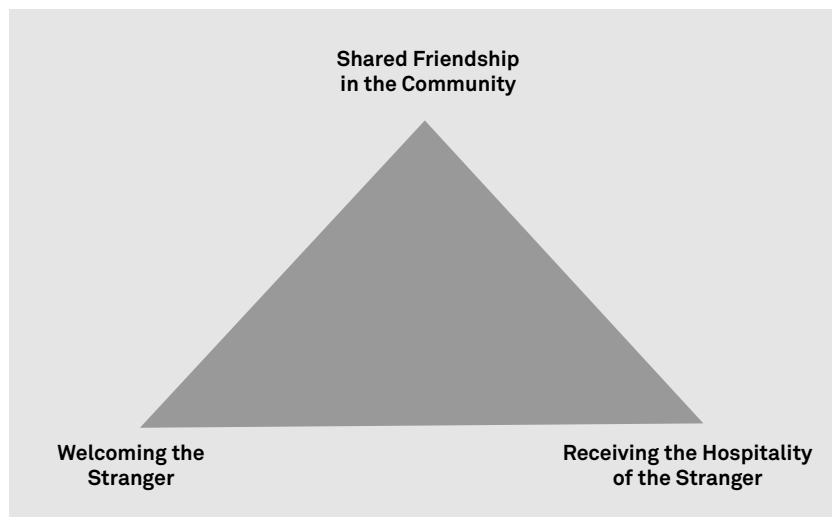 Shared Friendship
in the Community
Welcoming the
Stranger
Receiving the Hospitality
of the Stranger